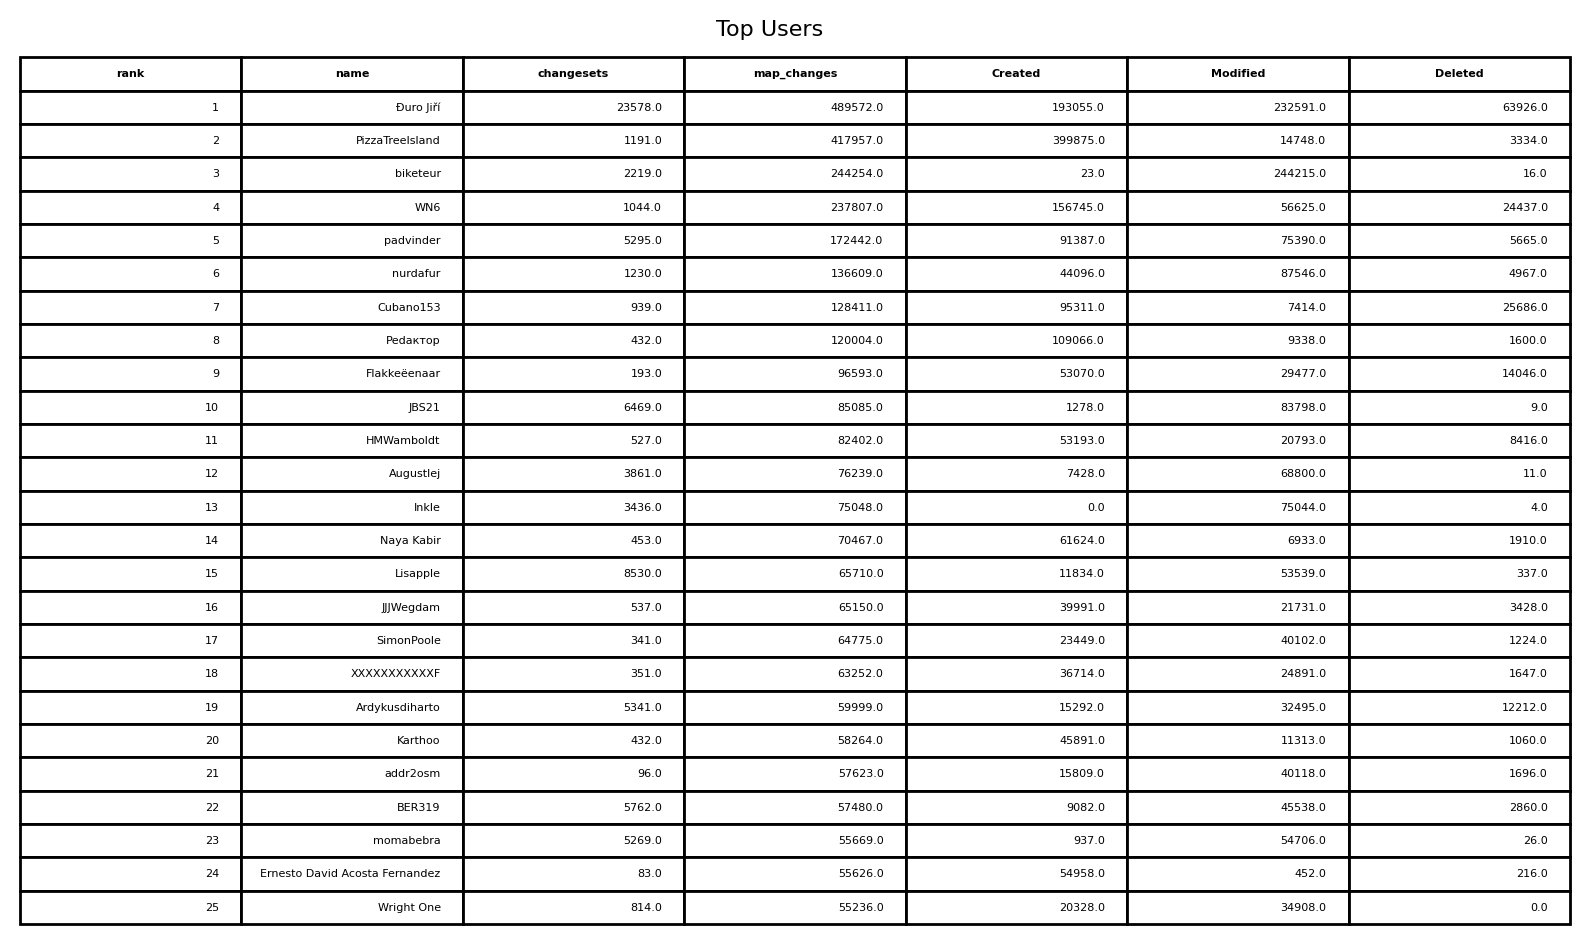 Top Users
rank name changesets map_changes Created Modified Deleted
1 Đuro Jiří 23578.0 489572.0 193055.0 232591.0 63926.0
2 PizzaTreeIsland 1191.0 417957.0 399875.0 14748.0 3334.0
3 biketeur 2219.0 244254.0 23.0 244215.0 16.0
4 WN6 1044.0 237807.0 156745.0 56625.0 24437.0
5 padvinder 5295.0 172442.0 91387.0 75390.0 5665.0
6 nurdafur 1230.0 136609.0 44096.0 87546.0 4967.0
7 Cubano153 939.0 128411.0 95311.0 7414.0 25686.0
8 Реdактор 432.0 120004.0 109066.0 9338.0 1600.0
9 Flakkeëenaar 193.0 96593.0 53070.0 29477.0 14046.0
10 JBS21 6469.0 85085.0 1278.0 83798.0 9.0
11 HMWamboldt 527.0 82402.0 53193.0 20793.0 8416.0
12 Augustlej 3861.0 76239.0 7428.0 68800.0 11.0
13 Inkle 3436.0 75048.0 0.0 75044.0 4.0
14 Naya Kabir 453.0 70467.0 61624.0 6933.0 1910.0
15 Lisapple 8530.0 65710.0 11834.0 53539.0 337.0
16 JJJWegdam 537.0 65150.0 39991.0 21731.0 3428.0
17 SimonPoole 341.0 64775.0 23449.0 40102.0 1224.0
18 XXXXXXXXXXXF 351.0 63252.0 36714.0 24891.0 1647.0
19 Ardykusdiharto 5341.0 59999.0 15292.0 32495.0 12212.0
20 Karthoo 432.0 58264.0 45891.0 11313.0 1060.0
21 addr2osm 96.0 57623.0 15809.0 40118.0 1696.0
22 BER319 5762.0 57480.0 9082.0 45538.0 2860.0
23 momabebra 5269.0 55669.0 937.0 54706.0 26.0
24 Ernesto David Acosta Fernandez 83.0 55626.0 54958.0 452.0 216.0
25 Wright One 814.0 55236.0 20328.0 34908.0 0.0